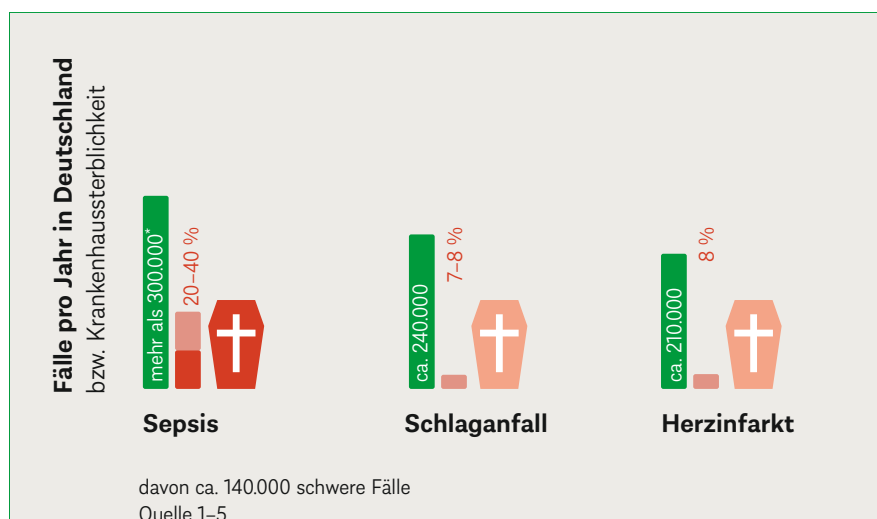 Fälle pro Jahr in Deutschland
bzw. Krankenhaussterblichkeit
mehr als 300.000*
20–40 %
Sepsis
ca. 240.000
7–8 %
Schlaganfall
ca. 210.000
8 %
Herzinfarkt
davon ca. 140.000 schwere Fälle
Quelle 1–5